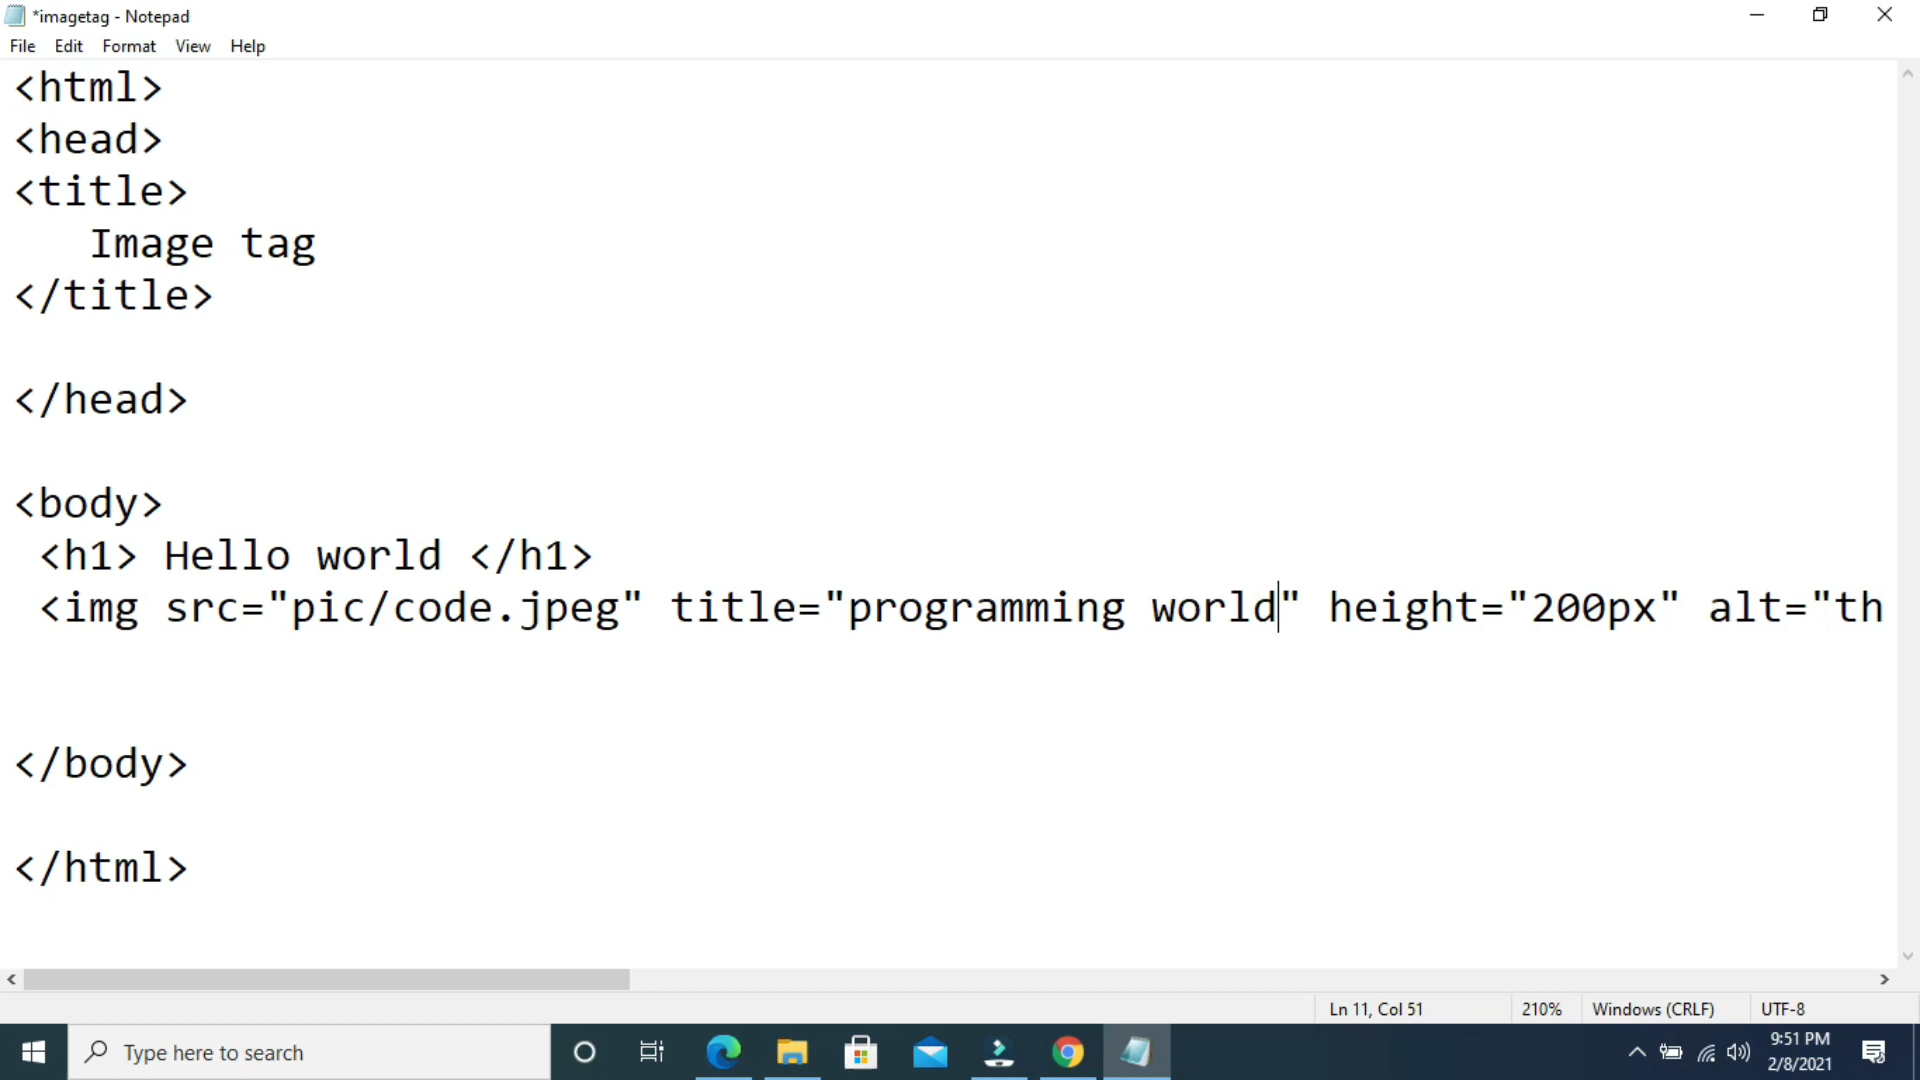 *imagetag - Notepad
File Edit Format View Help
<html>
<head>
<title>
   Image tag
</title>
</head>
<body>
 <h1> Hello world </h1>
 <img src="pic/code.jpeg" title="programming world" height="200px" alt="th
</body>
</html>
Ln 11, Col 51 210% Windows (CRLF) UTF-8
Type here to search
9:51 PM
2/8/2021